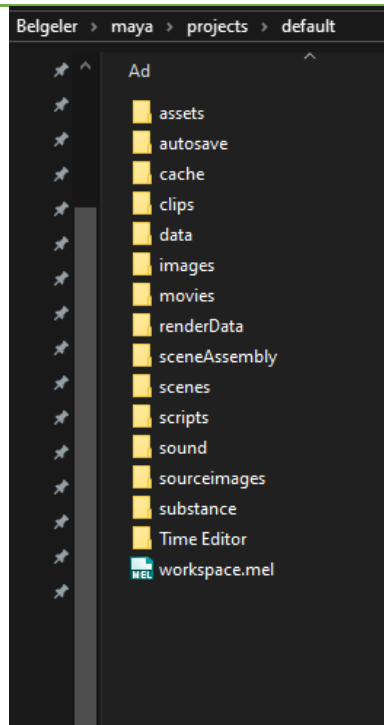 Belgeler > maya > projects > default
Ad
assets
autosave
cache
clips
data
images
movies
renderData
sceneAssembly
scenes
scripts
sound
sourceimages
substance
Time Editor
MEL workspace.mel